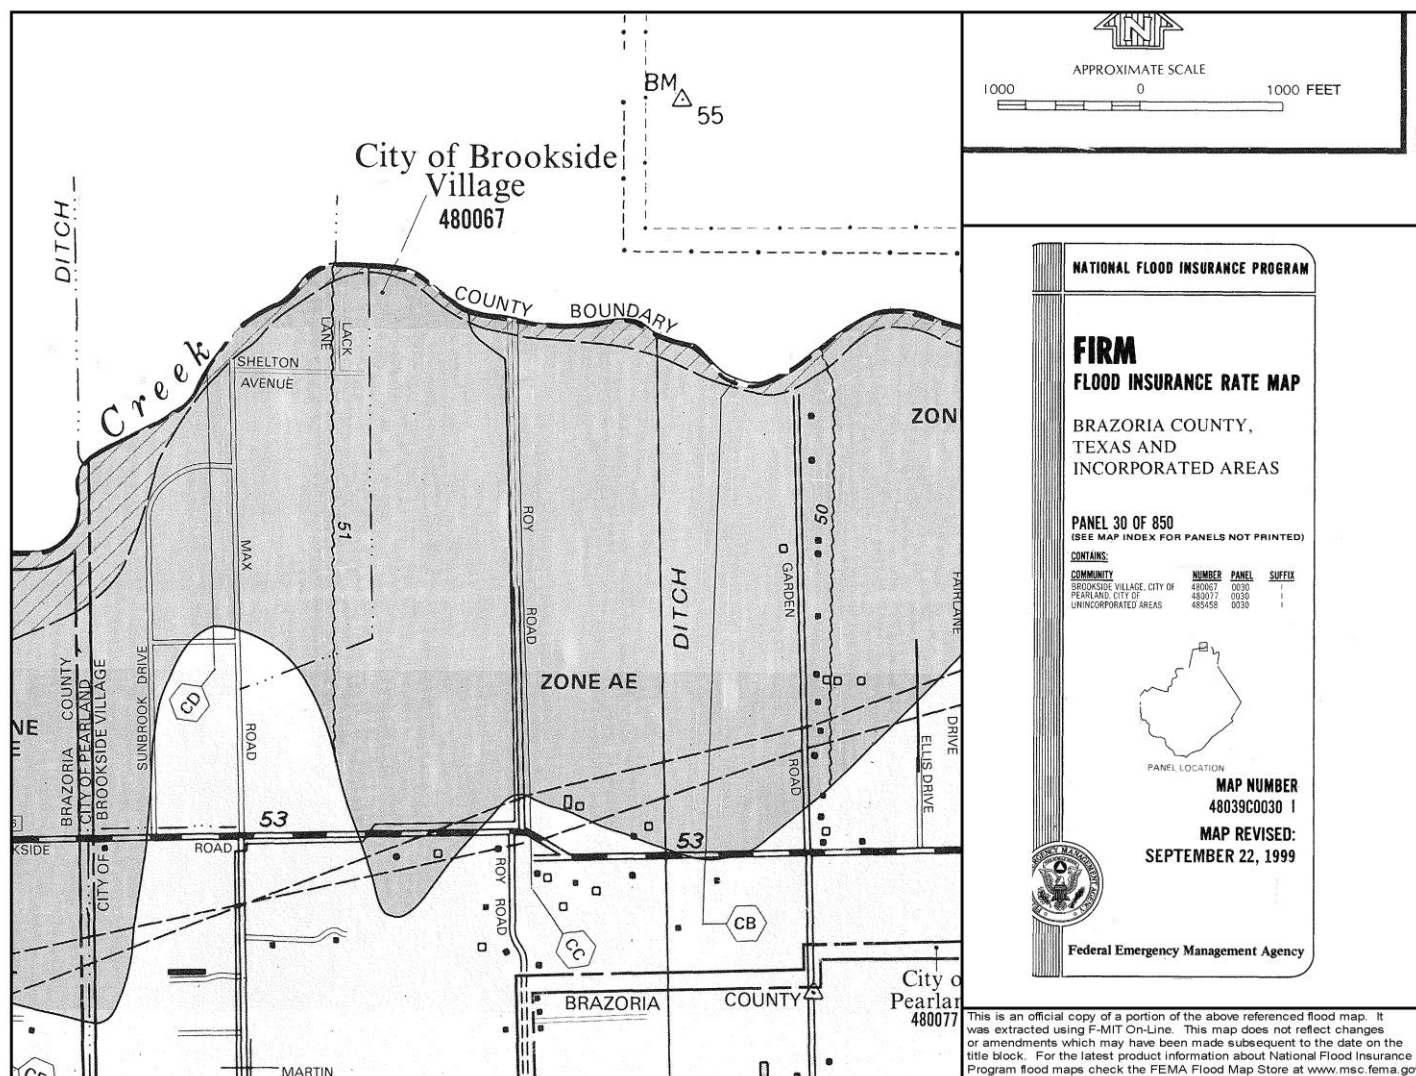 BM
55
City of Brookside
Village
480067
DITCH
Creek
COUNTY BOUNDARY
LACK
LANE
SHELTON
AVENUE
ZON
51
ROY
ROAD
50
GARDEN
ROAD
MAX
ROAD
DITCH
FAIRLANE
DRIVE
ELLIS DRIVE
ZONE AE
CD
SUNBROOK DRIVE
BRAZORIA COUNTY
CITY OF PEARLAND
CITY OF BROOKSIDE VILLAGE
NE
E
KSIDE
ROAD
53
53
ROY
ROAD
CC
CB
BRAZORIA COUNTY
City o
Pearlan
480077
MARTIN
N
APPROXIMATE SCALE
1000 0 1000 FEET
NATIONAL FLOOD INSURANCE PROGRAM
FIRM
FLOOD INSURANCE RATE MAP
BRAZORIA COUNTY,
TEXAS AND
INCORPORATED AREAS
PANEL 30 OF 850
(SEE MAP INDEX FOR PANELS NOT PRINTED)
CONTAINS:
COMMUNITY NUMBER PANEL SUFFIX
BROOKSIDE VILLAGE, CITY OF 480067 0030 I
PEARLAND, CITY OF 480077 0030 I
UNINCORPORATED AREAS 485458 0030 I
PANEL LOCATION
MAP NUMBER
48039C0030 I
MAP REVISED:
SEPTEMBER 22, 1999
Federal Emergency Management Agency
This is an official copy of a portion of the above referenced flood map. It
was extracted using F-MIT On-Line. This map does not reflect changes
or amendments which may have been made subsequent to the date on the
title block. For the latest product information about National Flood Insurance
Program flood maps check the FEMA Flood Map Store at www.msc.fema.gov